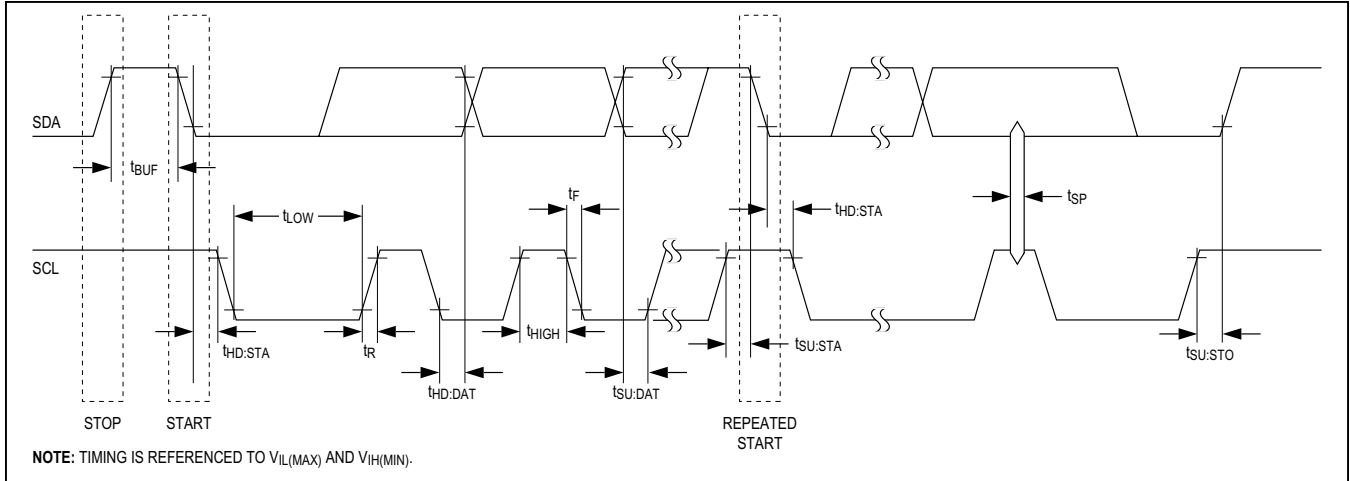 SDA
tBUF
tF
tLOW
tHD:STA
tSP
SCL
tHD:STA
tR
tHIGH
tSU:STA
tSU:STO
tHD:DAT
tSU:DAT
STOP
START
REPEATED
START
NOTE: TIMING IS REFERENCED TO VIL(MAX) AND VIH(MIN).